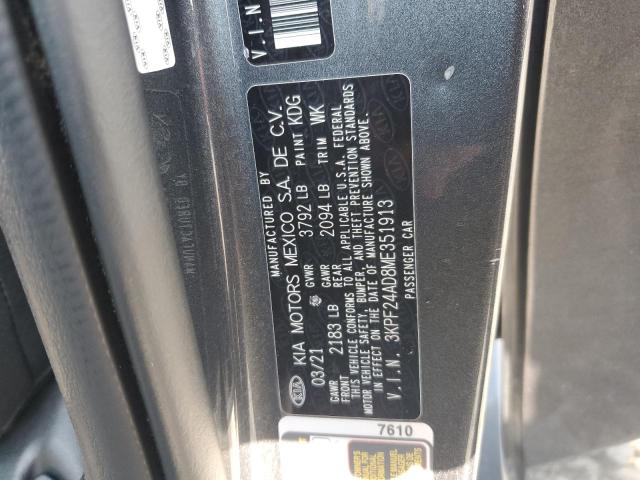 V.I.N
MANUFACTURED BY
KIA KIA MOTORS MEXICO S.A. DE C.V.
03/21 GVWR 3792 LB PAINT KDG
GAWR FRONT 2183 LB GAWR REAR 2094 LB TRIM WK
THIS VEHICLE CONFORMS TO ALL APPLICABLE U.S.A. FEDERAL
MOTOR VEHICLE SAFETY, BUMPER, AND THEFT PREVENTION STANDARDS
IN EFFECT ON THE DATE OF MANUFACTURE SHOWN ABOVE.
V.I.N. 3KPF24AD8ME351913
PASSENGER CAR
7610